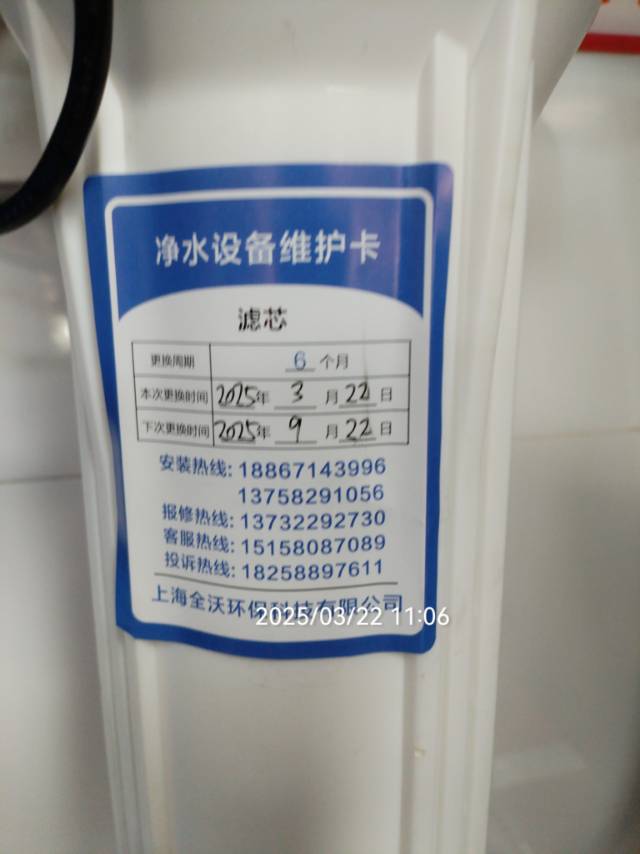 净水设备维护卡
滤芯
更换周期 6 个月
本次更换时间 2025年 3 月 22 日
下次更换时间 2025年 9 月 22 日
安装热线: 18867143996
13758291056
报修热线: 13732292730
客服热线: 15158087089
投诉热线: 18258897611
上海全沃环保科技有限公司
2025/03/22 11:06